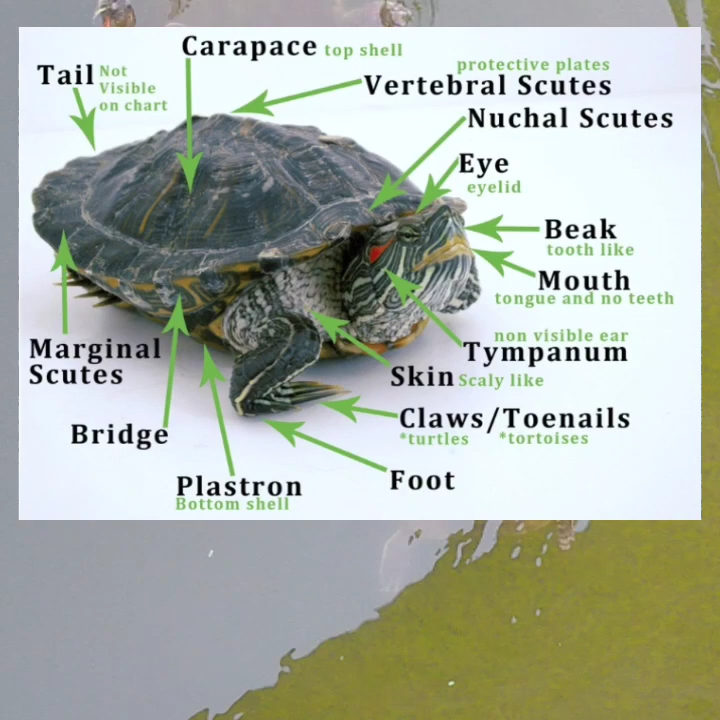 Carapace top shell
Tail Not
Visible
on chart
protective plates
Vertebral Scutes
Nuchal Scutes
Eye
eyelid
Beak
tooth like
Mouth
tongue and no teeth
non visible ear
Tympanum
Marginal
Scutes
Skin Scaly like
Claws/Toenails
*turtles *tortoises
Bridge
Foot
Plastron
Bottom shell